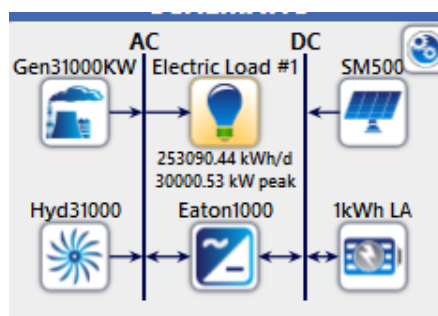 AC DC
Gen31000KW Electric Load #1 SM500
253090.44 kWh/d
30000.53 kW peak
Hyd31000 Eaton1000 1kWh LA